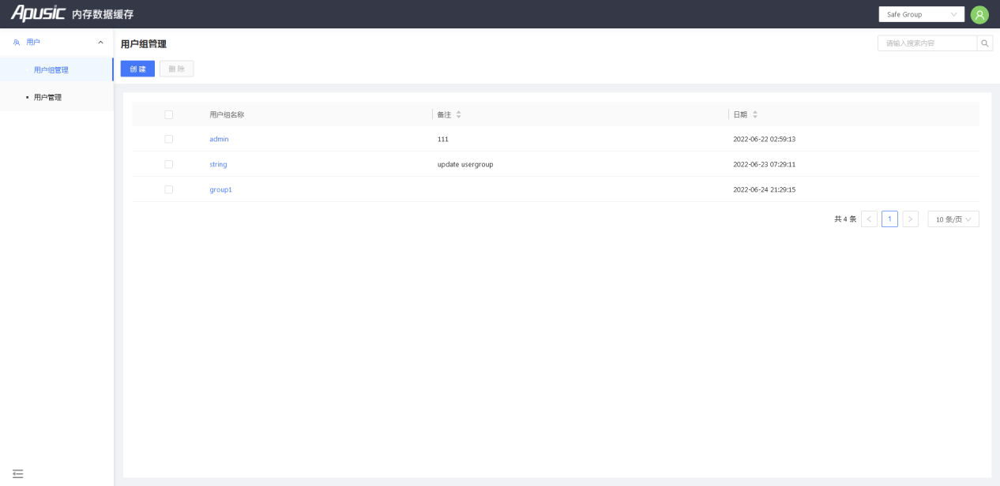 Apusic 内存数据缓存
Safe Group
用户
用户组管理
用户管理
用户组管理
请输入搜索内容
创建 删除
用户组名称 备注 日期
admin 111 2022-06-22 02:59:13
string update usergroup 2022-06-23 07:29:11
group1 2022-06-24 21:29:15
共 4 条 < 1 > 10 条/页